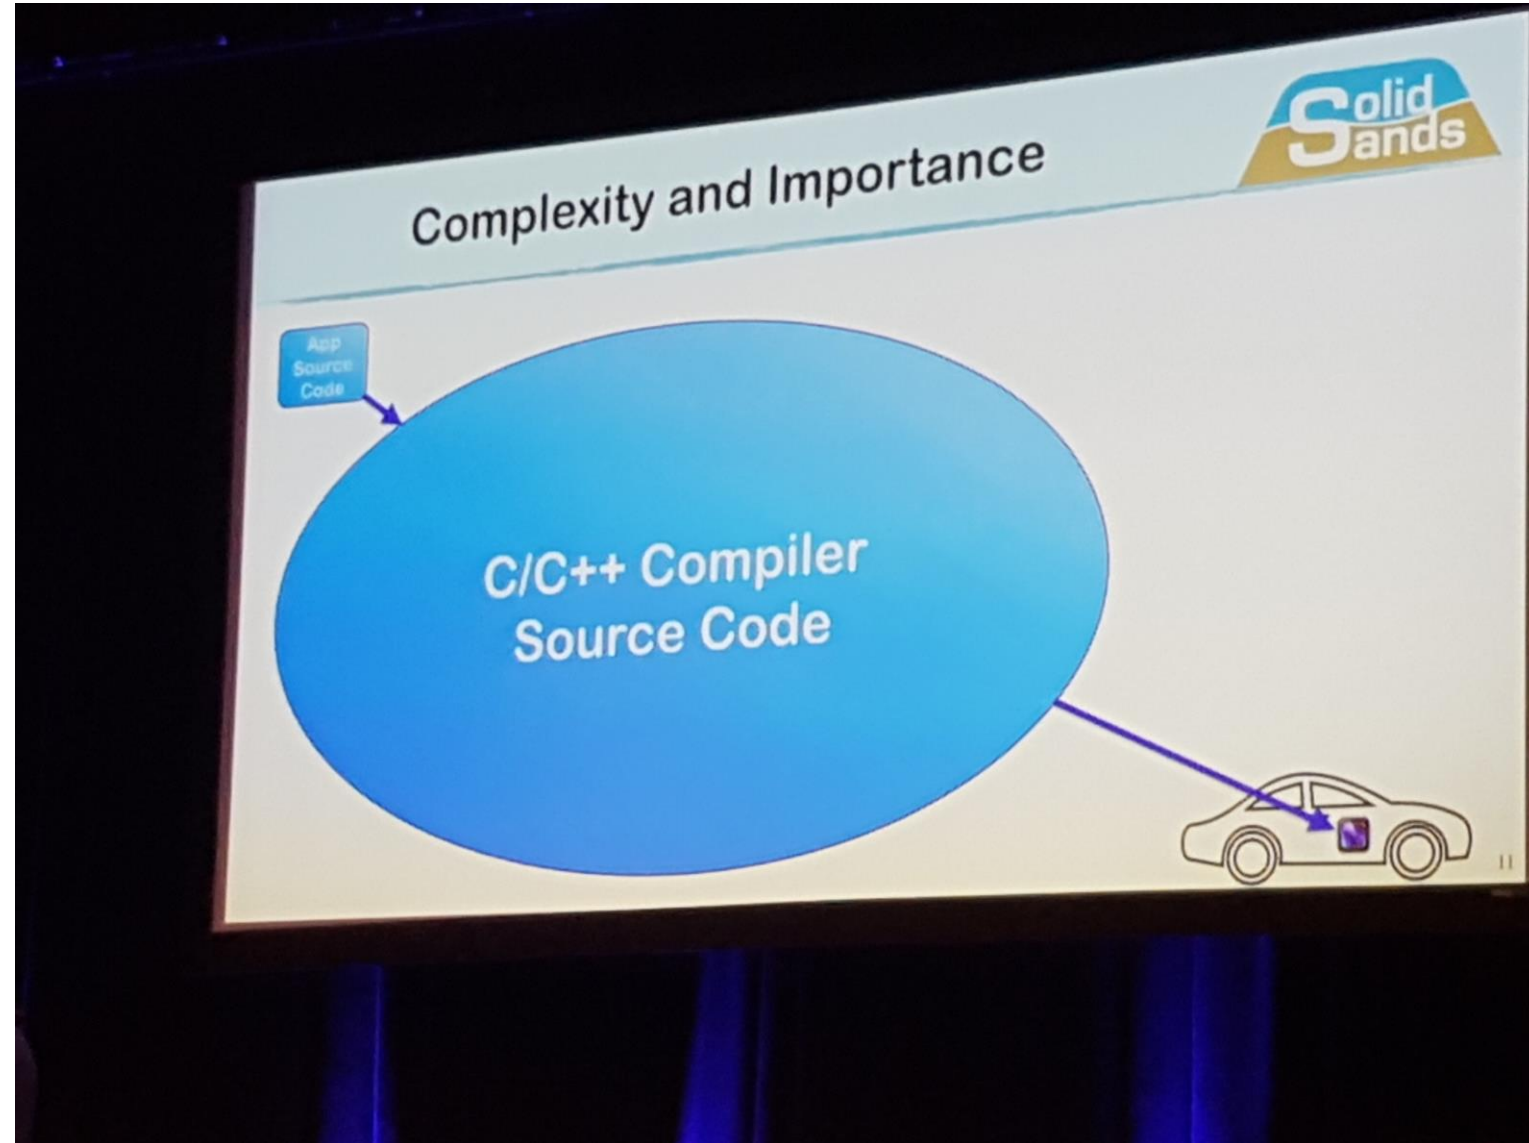 Complexity and Importance
Solid
Sands
App
Source
Code
C/C++ Compiler
Source Code
11